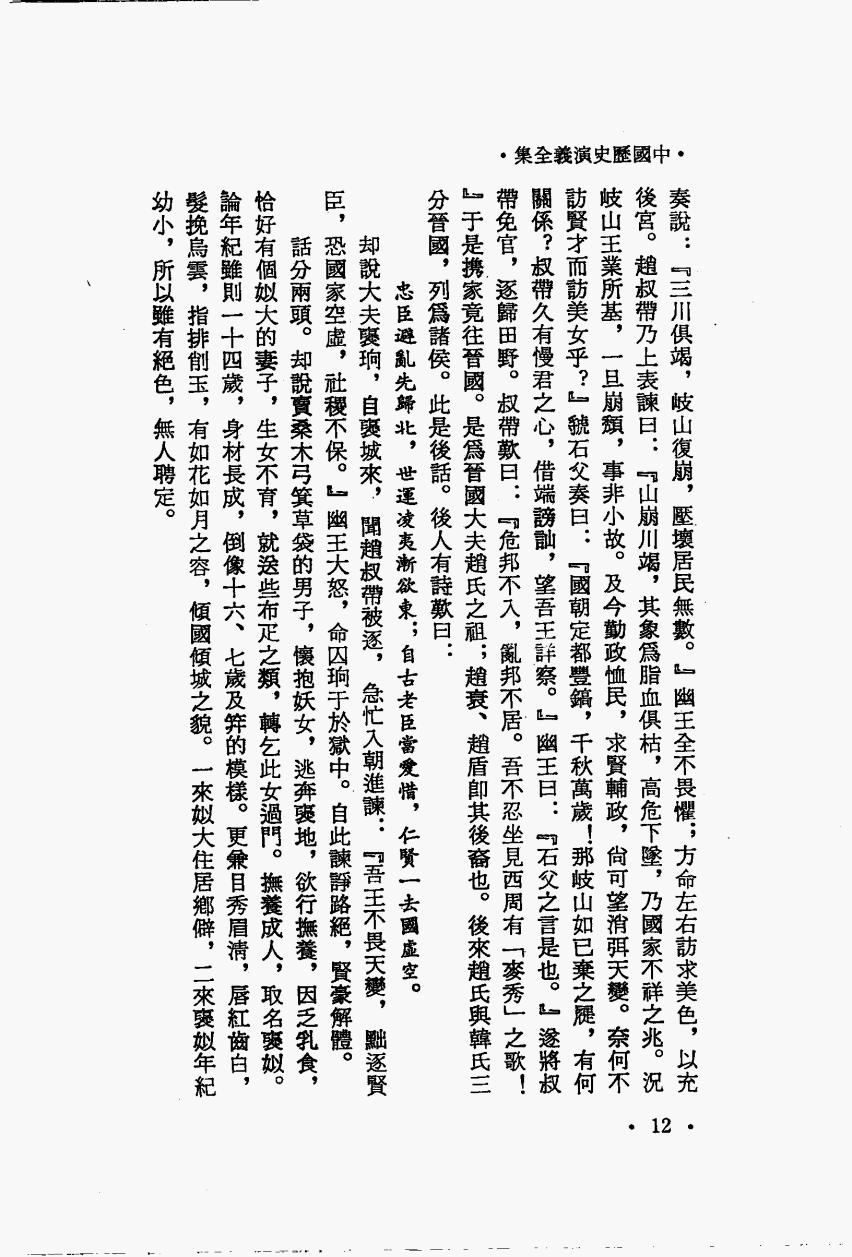 ・中國歷史演義全集・
奏說：『三川俱竭，岐山復崩，壓壞居民無數。』幽王全不畏懼；方命左右訪求美色，以充
後宮。趙叔帶乃上表諫曰：『山崩川竭，其象爲脂血俱枯，高危下墜，乃國家不祥之兆。況
岐山王業所基，一旦崩頹，事非小故。及今勤政恤民，求賢輔政，尙可望消弭天變。奈何不
訪賢才而訪美女乎？』虢石父奏曰：『國朝定都豐鎬，千秋萬歲！那岐山如已棄之屣，有何
關係？叔帶久有慢君之心，借端謗訕，望吾王詳察。』幽王曰：『石父之言是也。』遂將叔
帶免官，逐歸田野。叔帶歎曰：『危邦不入，亂邦不居。吾不忍坐見西周有「麥秀」之歌！
』于是携家竟往晉國。是爲晉國大夫趙氏之祖；趙衰、趙盾卽其後裔也。後來趙氏與韓氏三
分晉國，列爲諸侯。此是後話。後人有詩歎曰：
忠臣避亂先歸北，世運凌夷漸欲東；自古老臣當愛惜，仁賢一去國虛空。
却說大夫褒珦，自褒城來，聞趙叔帶被逐，急忙入朝進諫：『吾王不畏天變，黜逐賢
臣，恐國家空虛，社稷不保。』幽王大怒，命囚珦于於獄中。自此諫諍路絕，賢豪解體。
話分兩頭。却說賣桑木弓箕草袋的男子，懷抱妖女，逃奔褒地，欲行撫養，因乏乳食，
恰好有個姒大的妻子，生女不育，就送些布疋之類，轉乞此女過門。撫養成人，取名褒姒。
論年紀雖則一十四歲，身材長成，倒像十六、七歲及笄的模樣。更兼目秀眉淸，唇紅齒白，
髮挽烏雲，指排削玉，有如花如月之容，傾國傾城之貌。一來姒大住居鄉僻，二來褒姒年紀
幼小，所以雖有絕色，無人聘定。
・12・